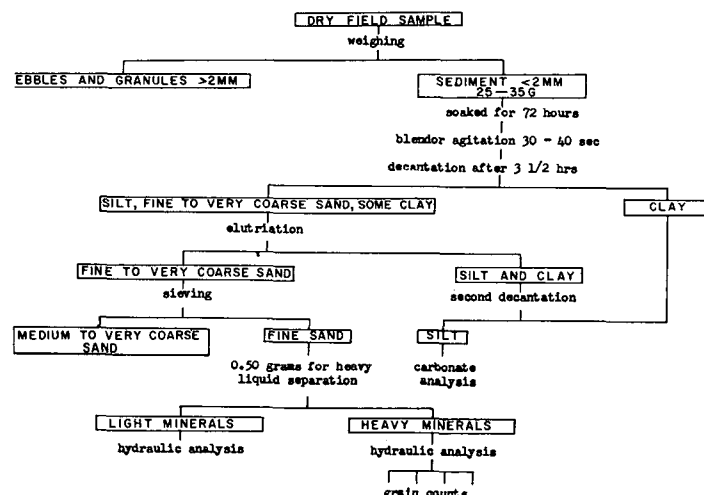 DRY FIELD SAMPLE
weighing
EBBLES AND GRANULES >2MM
SEDIMENT <2MM
25—35G
soaked for 72 hours
blendor agitation 30 - 40 sec
decantation after 3 1/2 hrs
SILT, FINE TO VERY COARSE SAND, SOME CLAY
CLAY
elutriation
FINE TO VERY COARSE SAND
SILT AND CLAY
sieving
second decantation
MEDIUM TO VERY COARSE
SAND
FINE SAND
SILT
0.50 grams for heavy
liquid separation
carbonate
analysis
LIGHT MINERALS
HEAVY MINERALS
hydraulic analysis
hydraulic analysis
grain counts